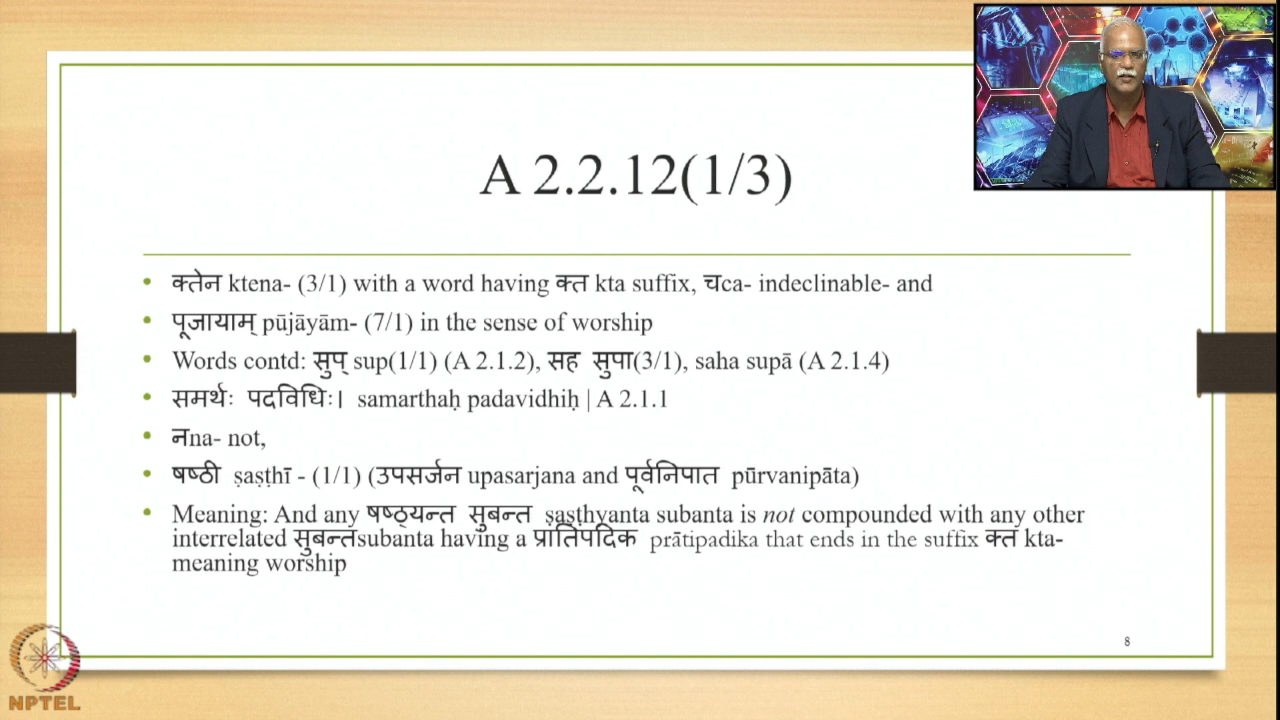 A 2.2.12(1/3)
• क्तेन ktena- (3/1) with a word having क्त kta suffix, चca- indeclinable- and
• पूजायाम् pūjāyām- (7/1) in the sense of worship
• Words contd: सुप् sup(1/1) (A 2.1.2), सह सुपा(3/1), saha supā (A 2.1.4)
• समर्थः पदविधिः। samarthaḥ padavidhiḥ | A 2.1.1
• नna- not,
• षष्ठी ṣaṣṭhī - (1/1) (उपसर्जन upasarjana and पूर्वनिपात pūrvanipāta)
• Meaning: And any षष्ठ्यन्त सुबन्त ṣaṣṭhyanta subanta is not compounded with any other
interrelated सुबन्तsubanta having a प्रातिपदिक prātipadika that ends in the suffix क्त kta-
meaning worship
8
NPTEL